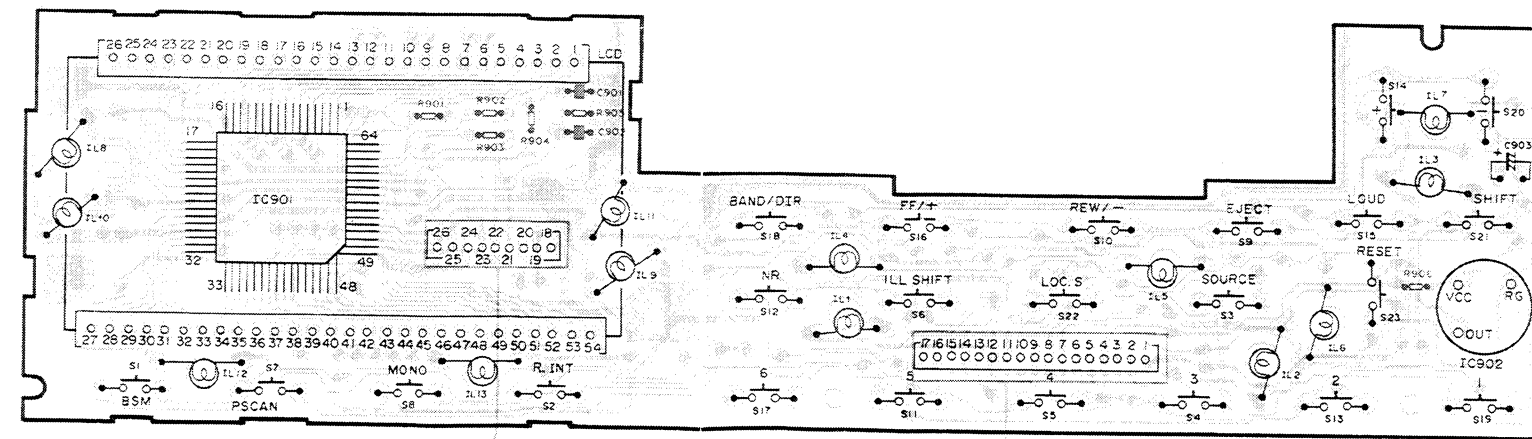 26 25 24 23 22 21 20 19 18 17 16 15 14 13 12 11 10 9 8 7 6 5 4 3 2 1 LCD
C901
R901 R902 R905
R903 R904 C902
16 1
17 64
IL8
IC901
IL10
32 49
33 48
26 24 22 20 18
25 23 21 19
IL11
IL9
27 28 29 30 31 32 33 34 35 36 37 38 39 40 41 42 43 44 45 46 47 48 49 50 51 52 53 54
S1
BSM
IL12
S7
PSCAN
MONO
S8
IL13
R. INT
S2
BAND/DIR
S18
FF/+
S16
REW/−
S10
EJECT
S9
LOUD
S15
SHIFT
S21
S14
+
IL7
−
S20
+
C903
IL3
IL4
NR
S12
IL1
ILL SHIFT
S6
LOC.S
S22
IL5
SOURCE
S3
RESET
S23
R906
VCC
RG
OUT
IC902
IL6
IL2
17 16 15 14 13 12 11 10 9 8 7 6 5 4 3 2 1
6
S17
5
S11
4
S5
3
S4
2
S13
1
S19